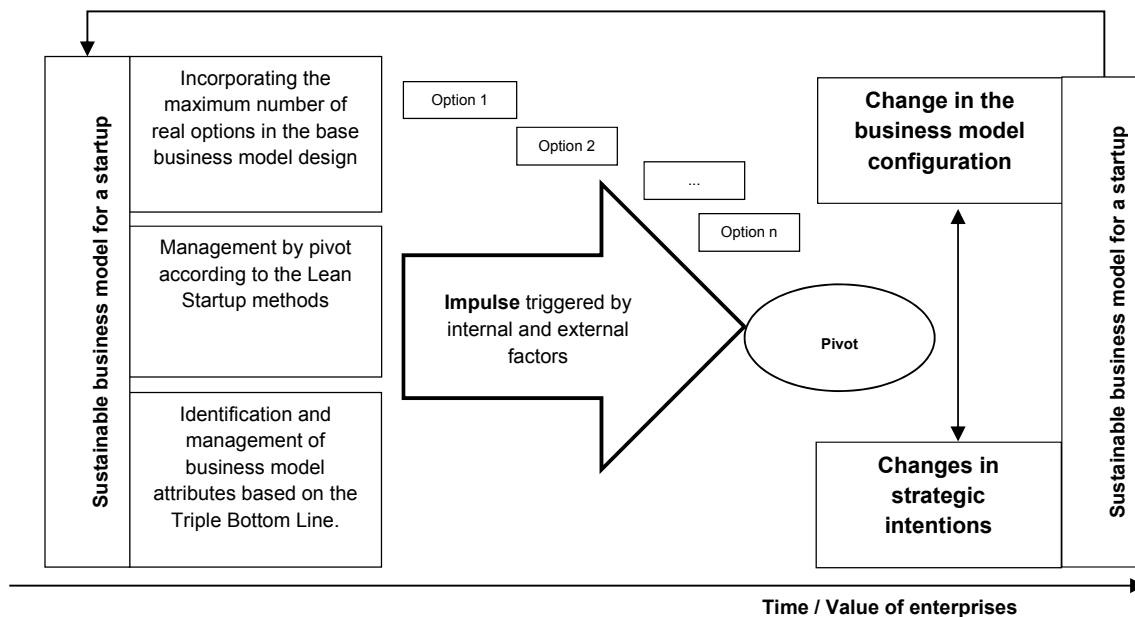 Sustainable business model for a startup
Incorporating the
maximum number of
real options in the base
business model design
Management by pivot
according to the Lean
Startup methods
Identification and
management of
business model
attributes based on the
Triple Bottom Line.
Option 1
Option 2
...
Option n
Impulse triggered by
internal and external
factors
Pivot
Change in the
business model
configuration
Changes in
strategic
intentions
Sustainable business model for a startup
Time / Value of enterprises